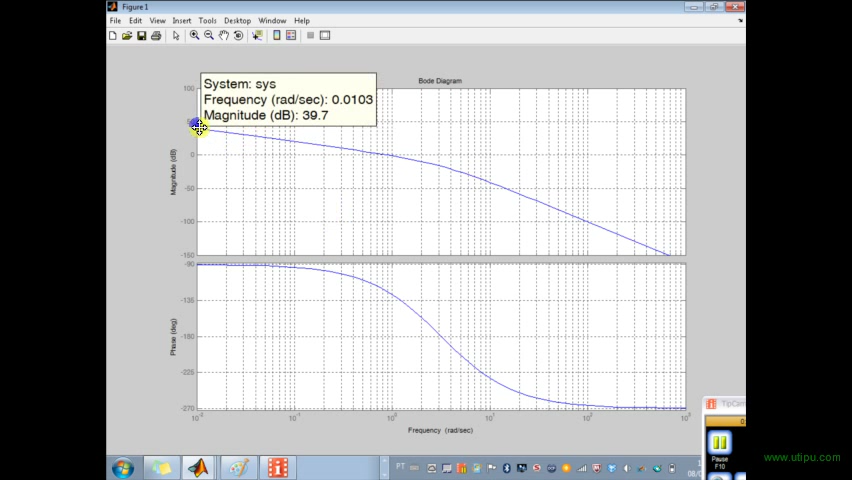 Figure 1
File Edit View Insert Tools Desktop Window Help
Bode Diagram
System: sys
Frequency (rad/sec): 0.0103
Magnitude (dB): 39.7
100
0
-50
-100
-150
Magnitude (dB)
-90
-135
-180
-225
-270
Phase (deg)
Frequency (rad/sec)
TipCam
Pause
F10
PT
www.utipu.com